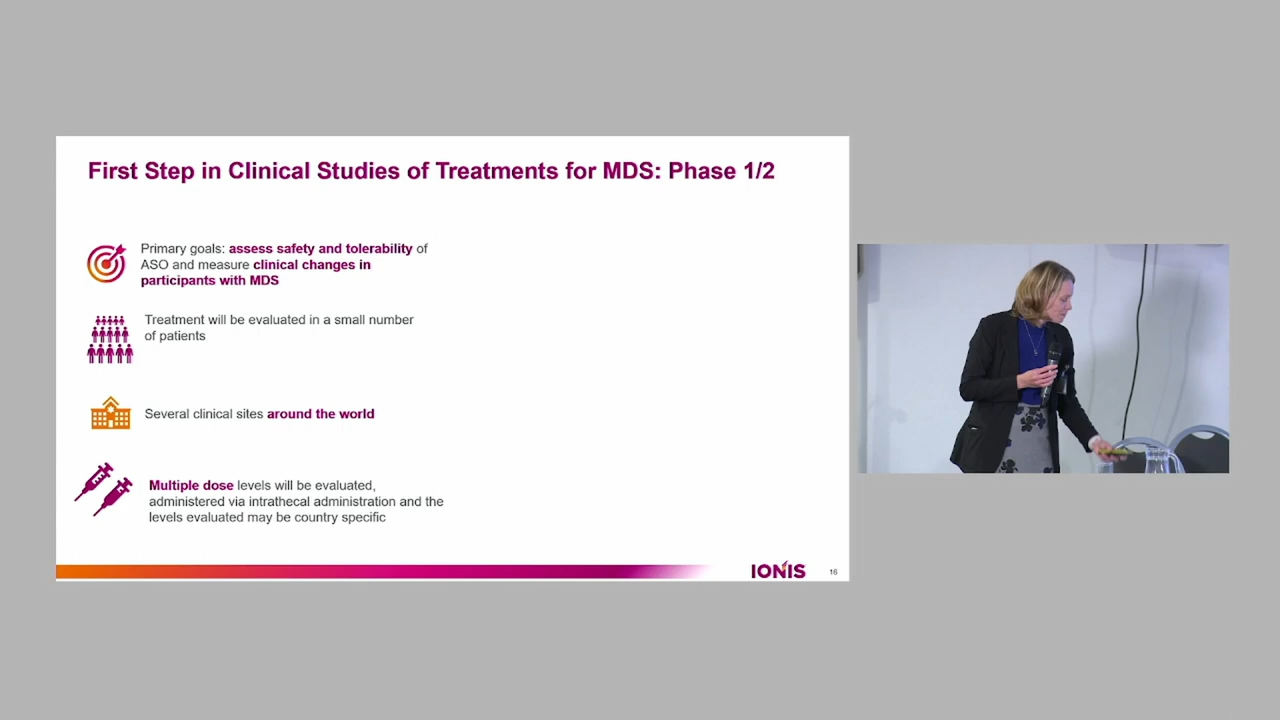 First Step in Clinical Studies of Treatments for MDS: Phase 1/2
Primary goals: assess safety and tolerability of
ASO and measure clinical changes in
participants with MDS
Treatment will be evaluated in a small number
of patients
Several clinical sites around the world
Multiple dose levels will be evaluated,
administered via intrathecal administration and the
levels evaluated may be country specific
IONIS
16